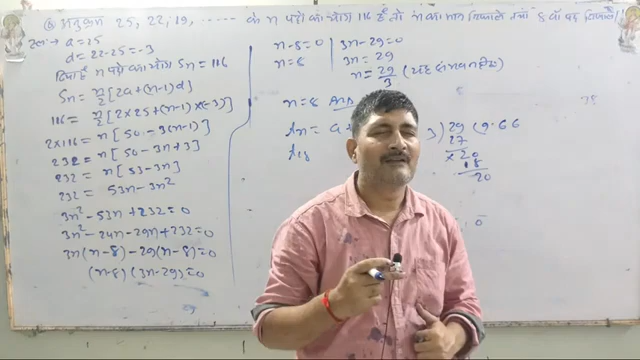 अनुक्रम 25, 22, 19, ...... के n पदों का योग 116 है, तो n का मान निकालें तथा 8 वाँ पद निकालें
हल:- a = 25
d = 22-25 = -3
दिया है n पदों का योग Sn = 116
Sn = n/2 [2a+(n-1)d]
116 = n/2 [2×25+(n-1)×(-3)]
2×116 = n[50-3(n-1)]
232 = n[50-3n+3]
232 = n[53-3n]
232 = 53n-3n²
3n²-53n+232=0
3n²-24n-29n+232=0
3n(n-8)-29(n-8)=0
(n-8)(3n-29)=0
n-8=0 | 3n-29=0
n=8 | 3n=29
n = 29/3 (यह संभव नहीं)
n=8 Ans
An = a+
3) 29 (9.66
27
× 20
18
20